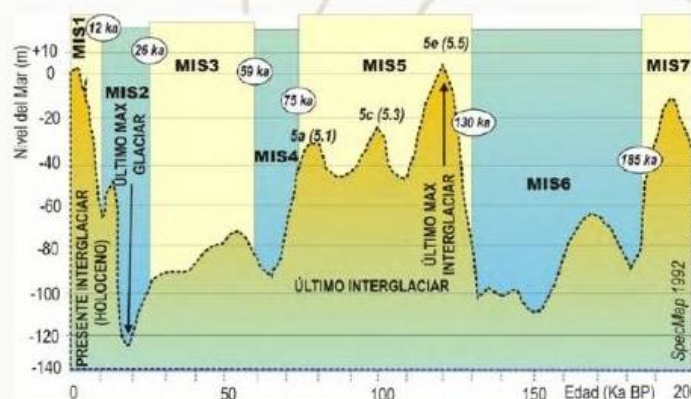 MIS1
12 ka
26 ka
MIS2
MIS3
59 ka
MIS4
75 ka
MIS5
5a (5.1)
5c (5.3)
5e (5.5)
130 ka
MIS6
185 ka
MIS7
Nivel del Mar (m)
+10
0
-20
-40
-60
-80
-100
-120
-140
PRESENTE INTERGLACIAR
(HOLOCENO)
ÚLTIMO MAX
GLACIAR
ÚLTIMO INTERGLACIAR
ÚLTIMO MAX
INTERGLACIAR
SpecMap 1992
0
50
100
150
Edad (Ka BP)
200